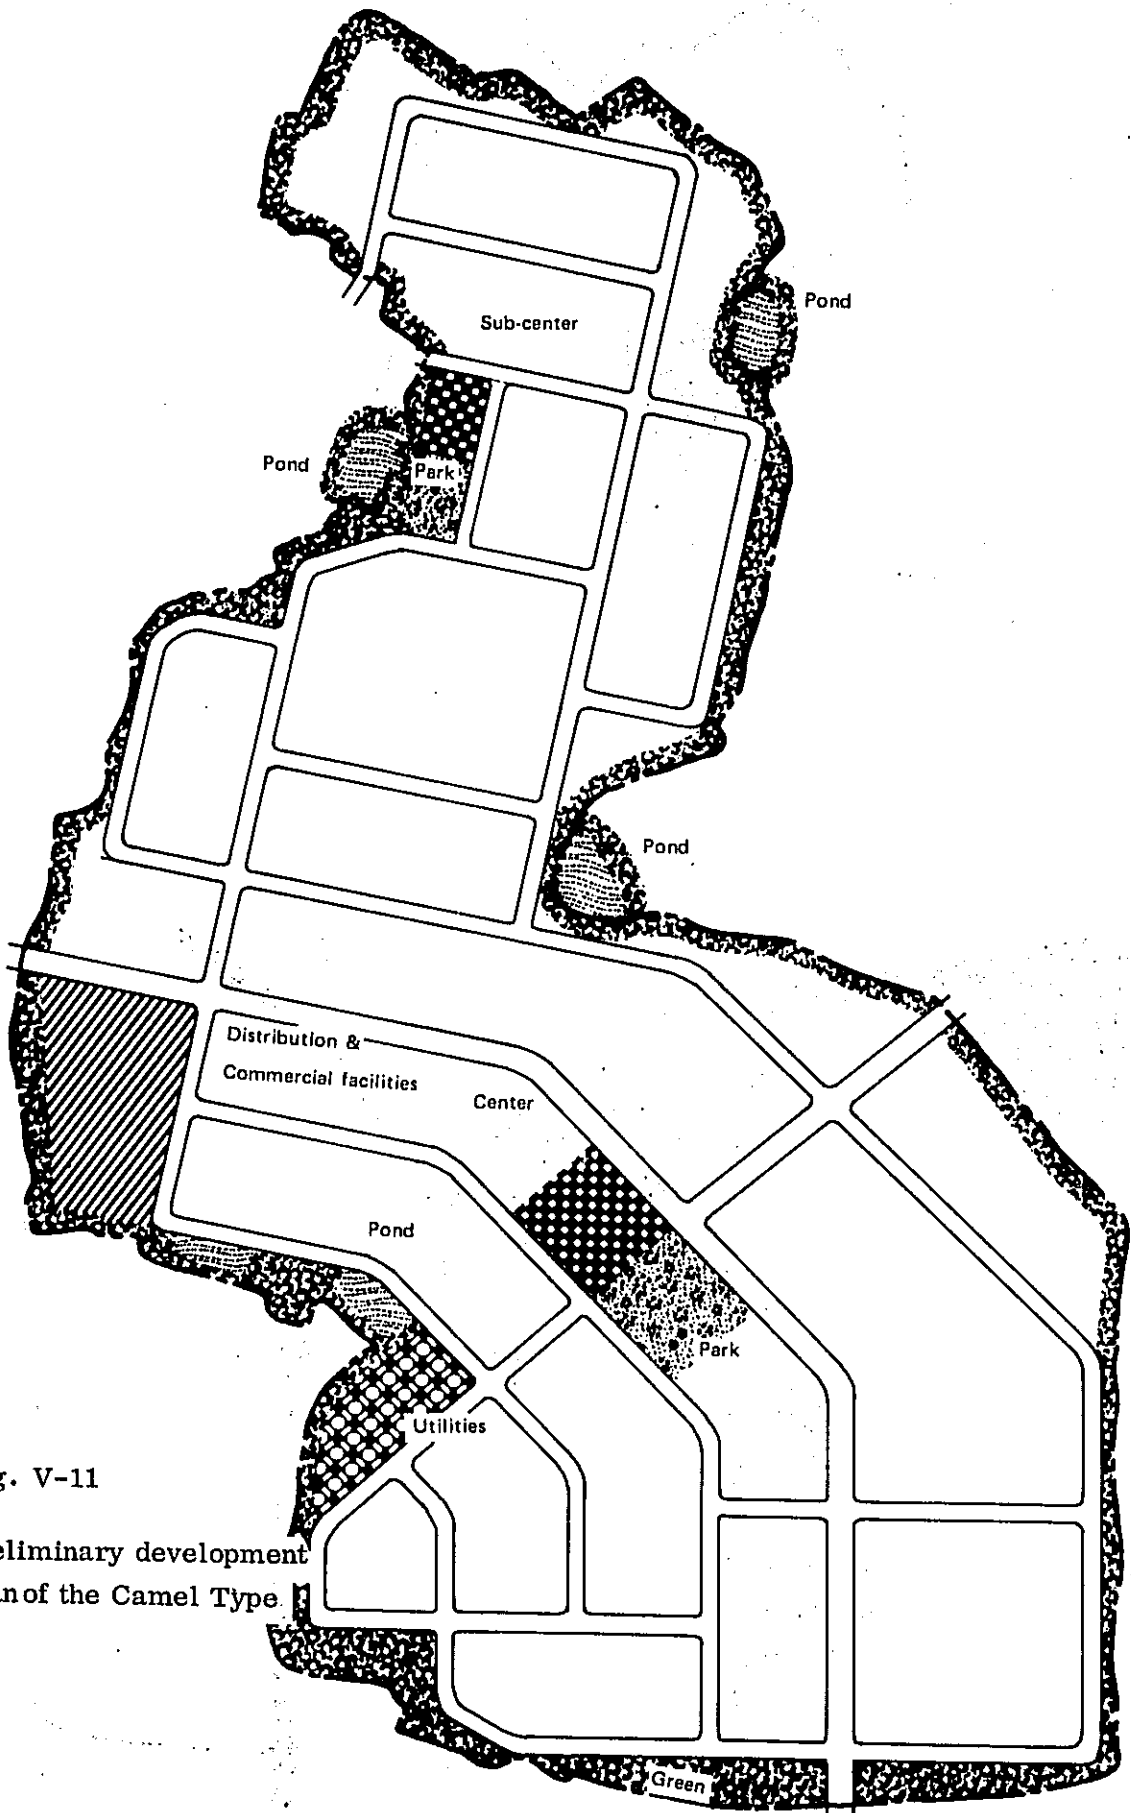 Pond
Sub-center
Pond
Park
Pond
Distribution &
Commercial facilities
Center
Pond
Park
Utilities
g. V-11
eliminary development
an of the Camel Type
Green